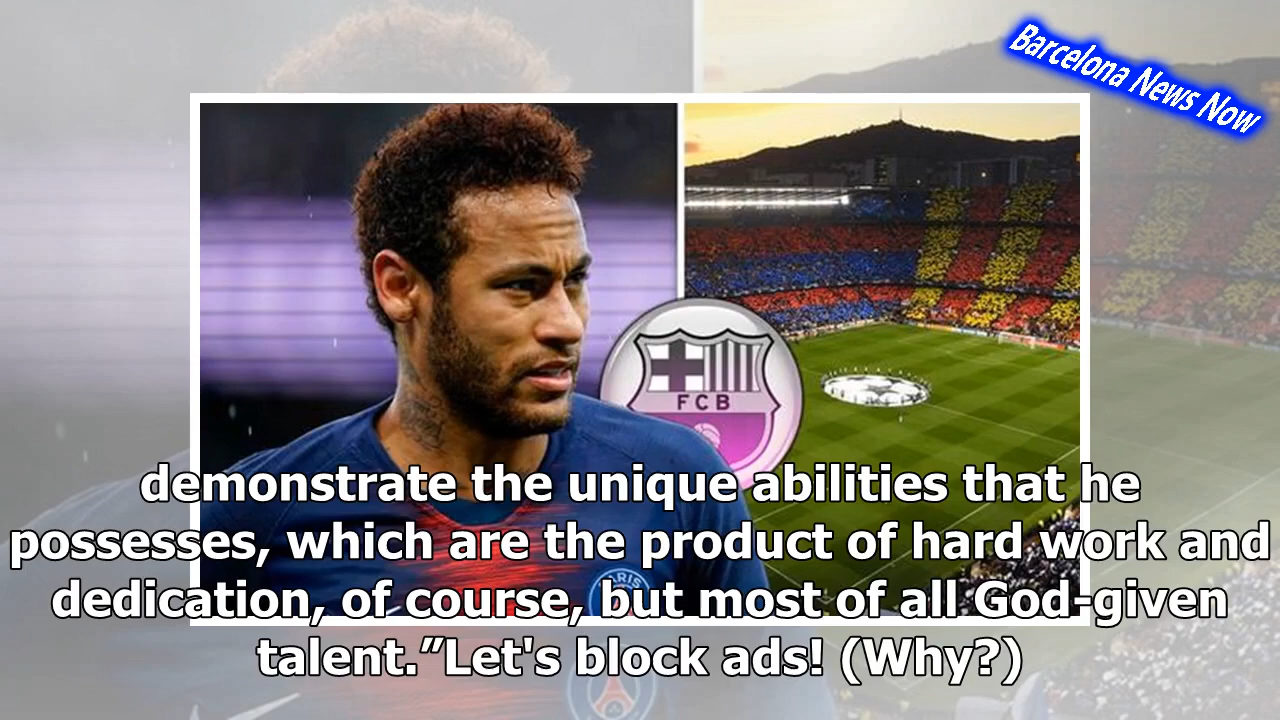 Barcelona News Now
FCB
PARIS
demonstrate the unique abilities that he
possesses, which are the product of hard work and
dedication, of course, but most of all God-given
talent.”Let's block ads! (Why?)